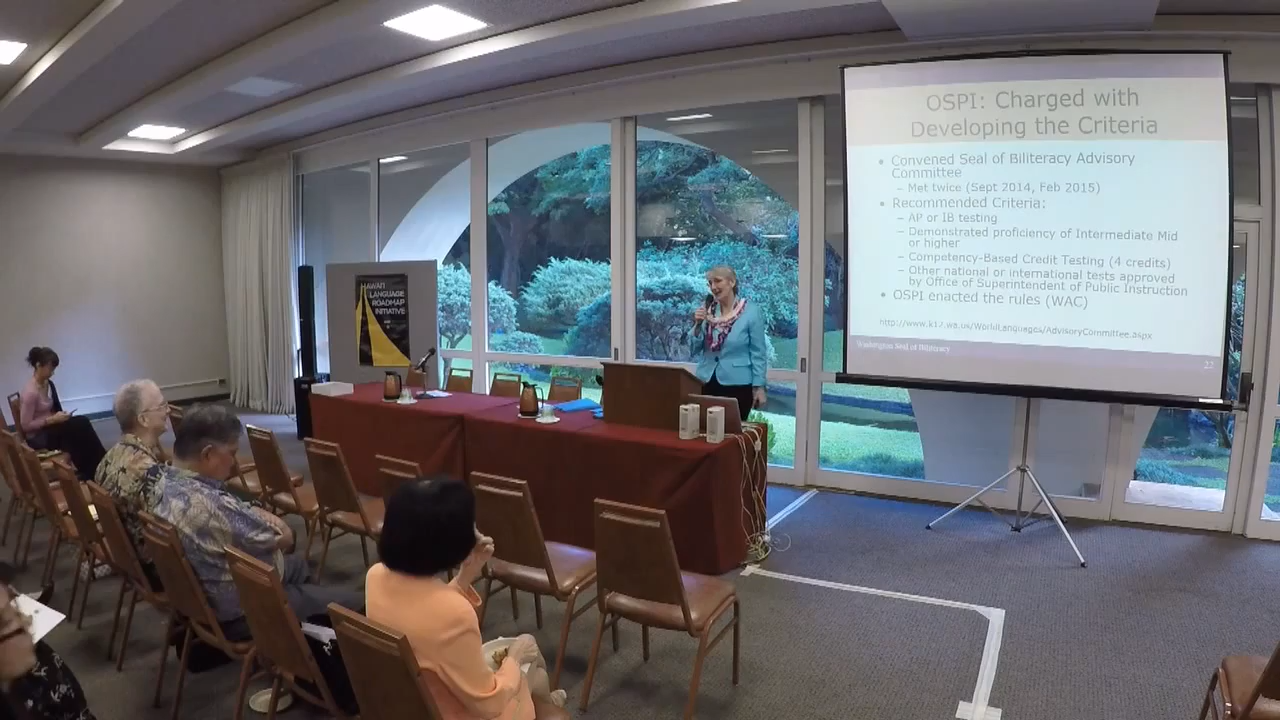 HAWAI'I
LANGUAGE
ROADMAP
INITIATIVE
OSPI: Charged with
Developing the Criteria
• Convened Seal of Biliteracy Advisory
Committee
– Met twice (Sept 2014, Feb 2015)
• Recommended Criteria:
– AP or IB testing
– Demonstrated proficiency of Intermediate Mid
or higher
– Competency-Based Credit Testing (4 credits)
– Other national or international tests approved
by Office of Superintendent of Public Instruction
• OSPI enacted the rules (WAC)
http://www.k12.wa.us/WorldLanguages/AdvisoryCommittee.aspx
Washington Seal of Biliteracy